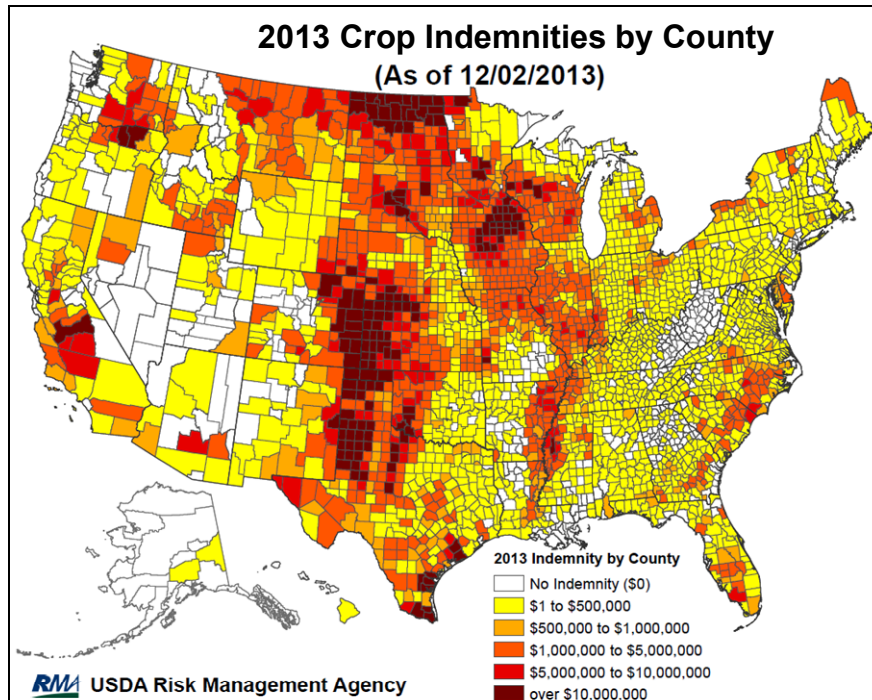 2013 Crop Indemnities by County
(As of 12/02/2013)
2013 Indemnity by County
No Indemnity ($0)
$1 to $500,000
$500,000 to $1,000,000
$1,000,000 to $5,000,000
$5,000,000 to $10,000,000
over $10,000,000
RMA USDA Risk Management Agency